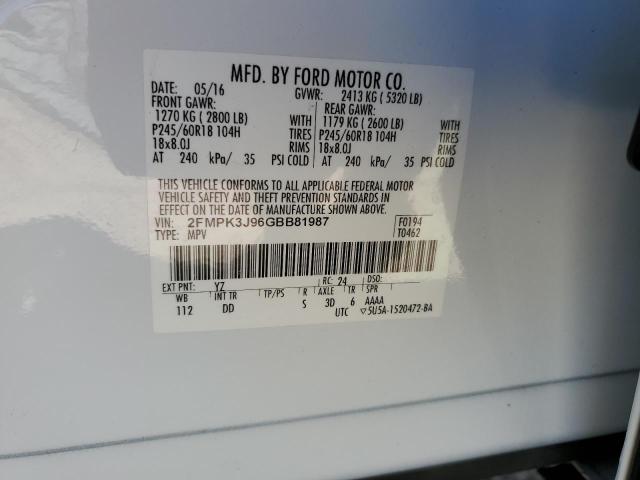 MFD. BY FORD MOTOR CO.
DATE: 05/16 GVWR: 2413 KG ( 5320 LB)
FRONT GAWR: REAR GAWR:
1270 KG ( 2800 LB) WITH 1179 KG ( 2600 LB) WITH
P245/60R18 104H TIRES P245/60R18 104H TIRES
18x8.0J RIMS 18x8.0J RIMS
AT 240 kPa/ 35 PSI COLD AT 240 kPa/ 35 PSI COLD
THIS VEHICLE CONFORMS TO ALL APPLICABLE FEDERAL MOTOR
VEHICLE SAFETY AND THEFT PREVENTION STANDARDS IN
EFFECT ON THE DATE OF MANUFACTURE SHOWN ABOVE.
VIN: 2FMPK3J96GBB81987 F0194
TYPE: MPV T0462
EXT PNT: YZ RC: 24 DSO:
WB INT TR TP/PS R AXLE TR SPR
112 DD S 3D 6 AAAA
UTC ▽5U5A-1520472-BA